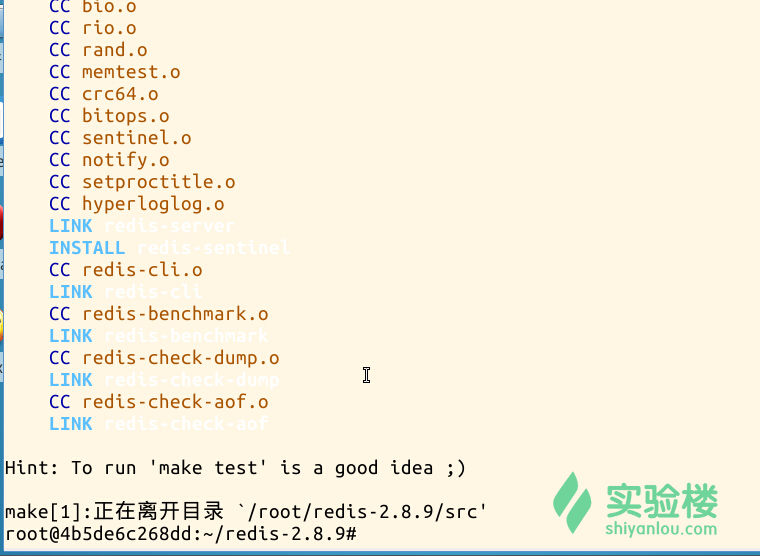 CC bio.o
CC rio.o
CC rand.o
CC memtest.o
CC crc64.o
CC bitops.o
CC sentinel.o
CC notify.o
CC setproctitle.o
CC hyperloglog.o
LINK redis-server
INSTALL redis-sentinel
CC redis-cli.o
LINK redis-cli
CC redis-benchmark.o
LINK redis-benchmark
CC redis-check-dump.o
LINK redis-check-dump
CC redis-check-aof.o
LINK redis-check-aof
Hint: To run 'make test' is a good idea ;)
make[1]:正在离开目录 `/root/redis-2.8.9/src'
root@4b5de6c268dd:~/redis-2.8.9#
实验楼
shiyanlou.com